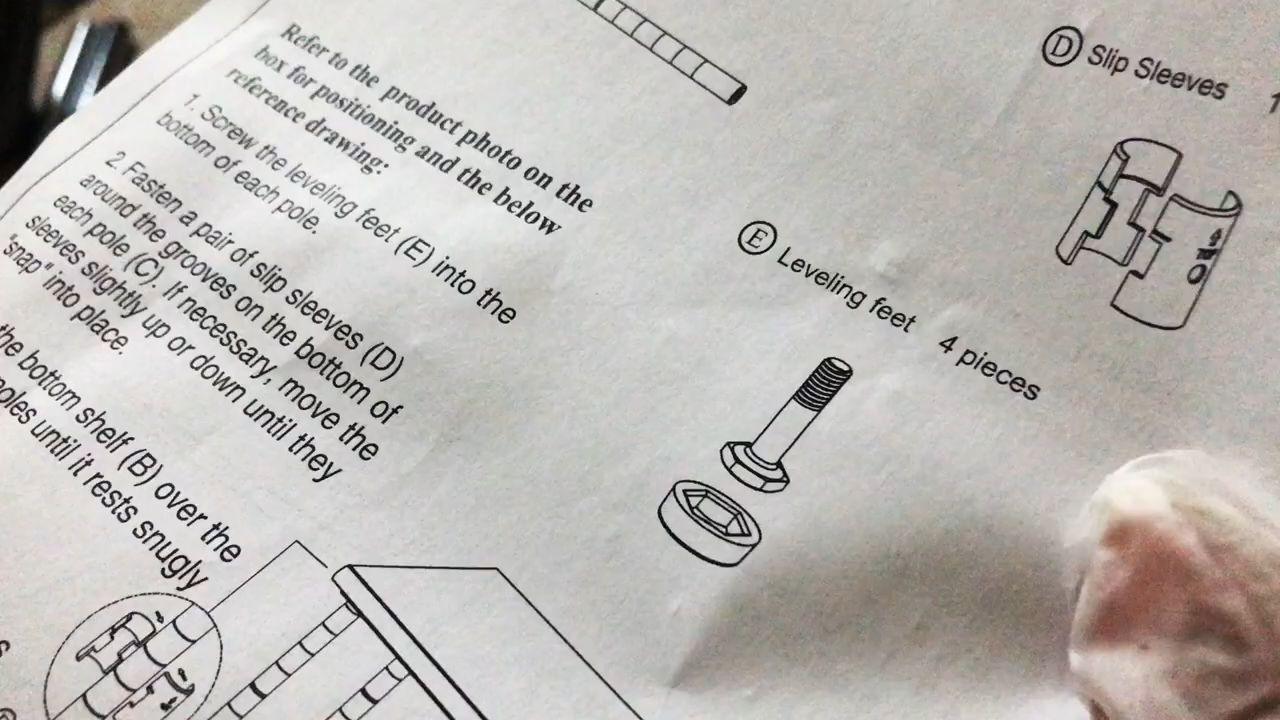 Refer to the product photo on the
box for positioning and the below
reference drawing:
1. Screw the leveling feet (E) into the
bottom of each pole.
2. Fasten a pair of slip sleeves (D)
around the grooves on the bottom of
each pole (C). If necessary, move the
sleeves slightly up or down until they
"snap" into place.
the bottom shelf (B) over the
poles until it rests snugly
D Slip Sleeves 1
E Leveling feet 4 pieces